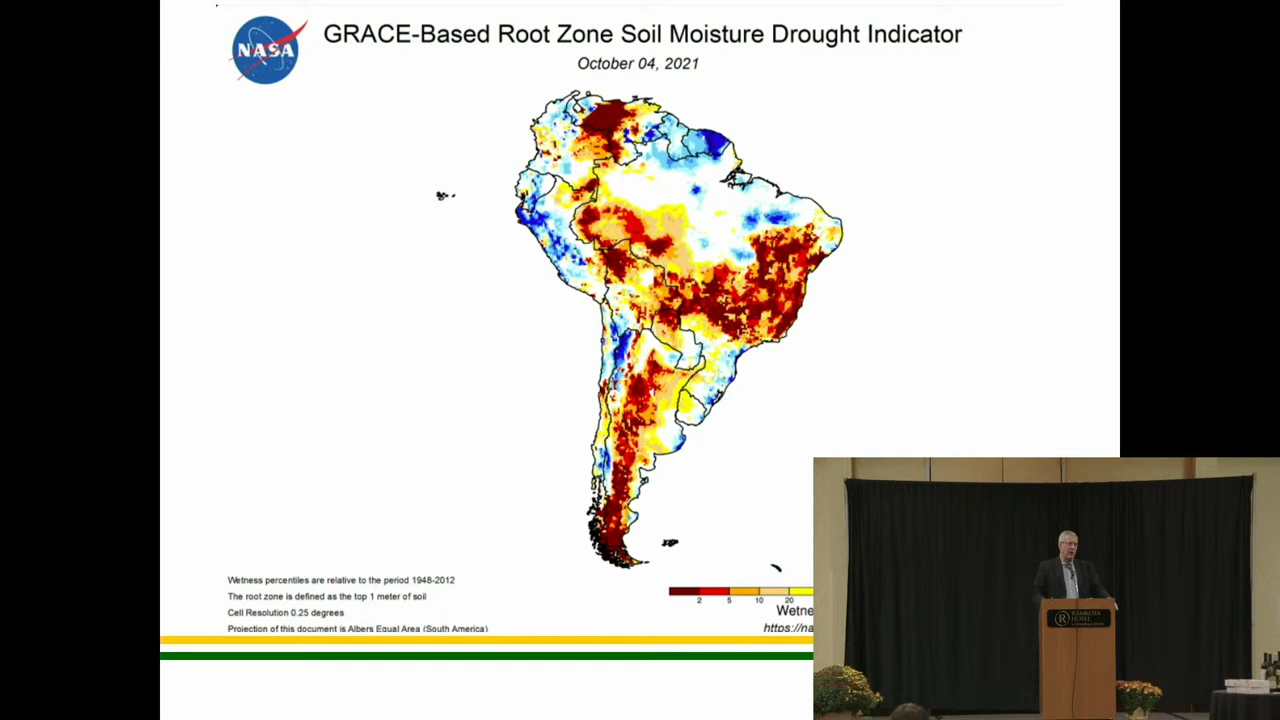 NASA
GRACE-Based Root Zone Soil Moisture Drought Indicator
October 04, 2021
Wetness percentiles are relative to the period 1948-2012
The root zone is defined as the top 1 meter of soil
Cell Resolution 0.25 degrees
Projection of this document is Albers Equal Area (South America)
2 5 10 20
Wetne
https://na
R RAMKOTA
HOTEL